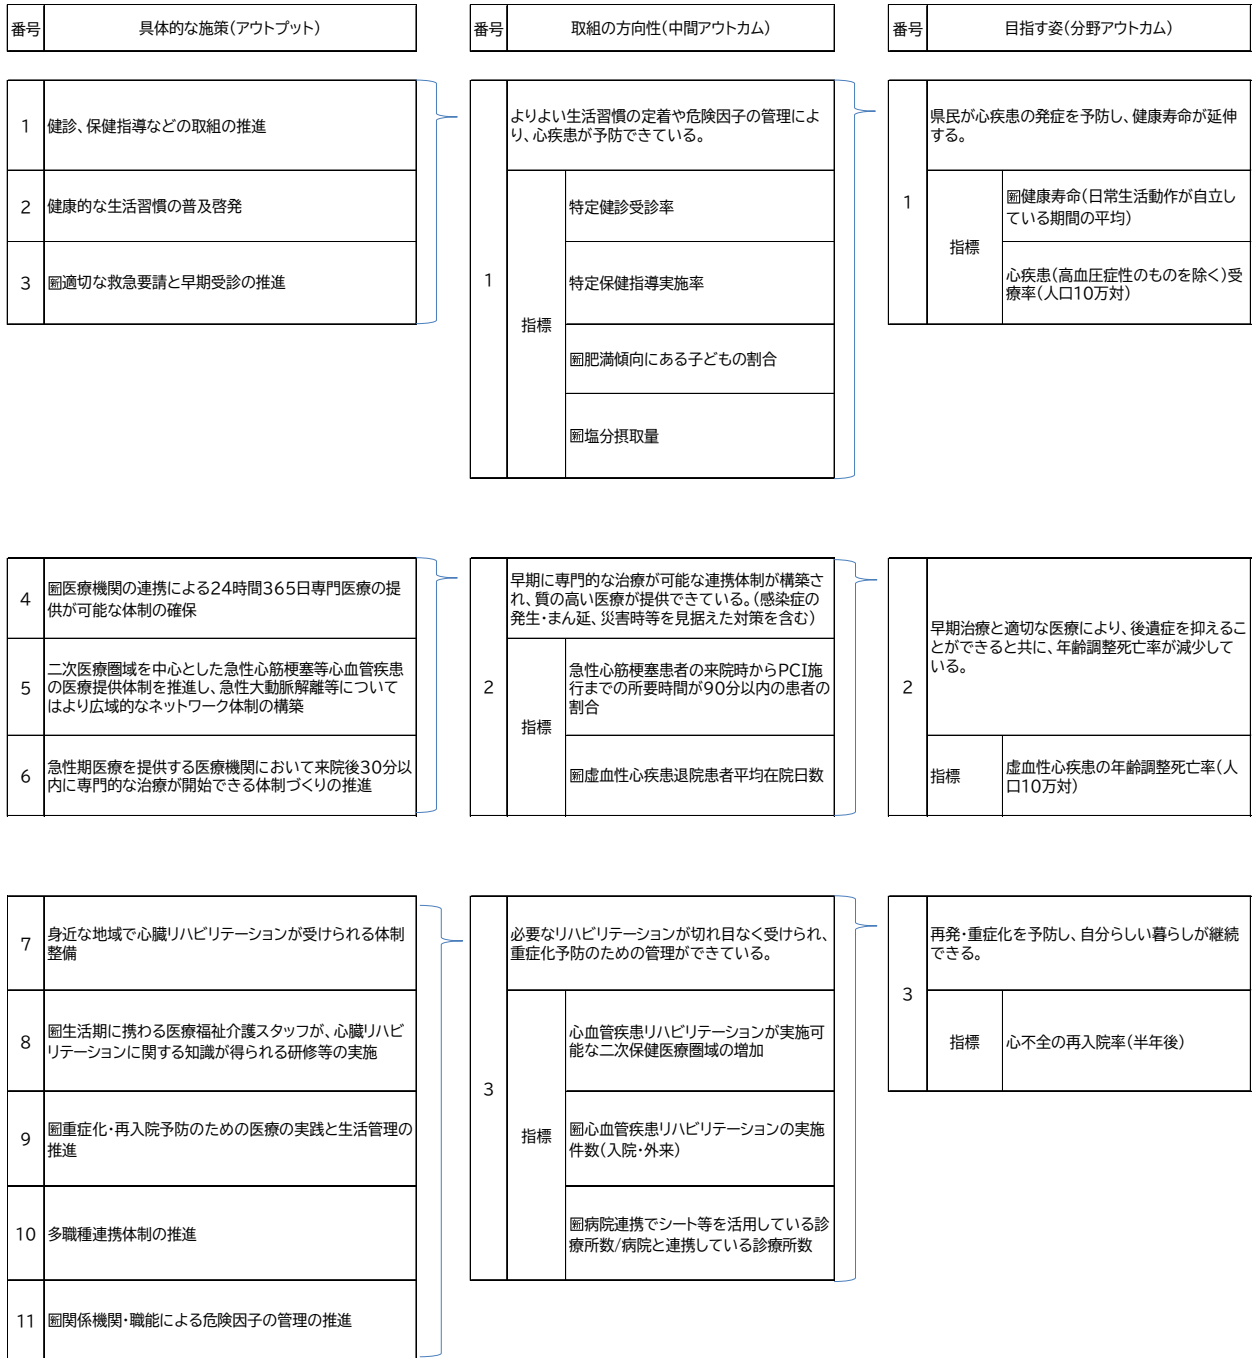 番号 具体的な施策(アウトプット)
番号 取組の方向性(中間アウトカム)
番号 目指す姿(分野アウトカム)
1 健診、保健指導などの取組の推進
2 健康的な生活習慣の普及啓発
3 🈟適切な救急要請と早期受診の推進
1
よりよい生活習慣の定着や危険因子の管理によ
り、心疾患が予防できている。
指標
特定健診受診率
特定保健指導実施率
🈟肥満傾向にある子どもの割合
🈟塩分摂取量
1
県民が心疾患の発症を予防し、健康寿命が延伸
する。
指標
🈟健康寿命(日常生活動作が自立し
ている期間の平均)
心疾患(高血圧症性のものを除く)受
療率(人口10万対)
4
🈟医療機関の連携による24時間365日専門医療の提
供が可能な体制の確保
5
二次医療圏域を中心とした急性心筋梗塞等心血管疾患
の医療提供体制を推進し、急性大動脈解離等について
はより広域的なネットワーク体制の構築
6
急性期医療を提供する医療機関において来院後30分以
内に専門的な治療が開始できる体制づくりの推進
2
早期に専門的な治療が可能な連携体制が構築さ
れ、質の高い医療が提供できている。(感染症の
発生・まん延、災害時等を見据えた対策を含む)
指標
急性心筋梗塞患者の来院時からPCI施
行までの所要時間が90分以内の患者の
割合
🈟虚血性心疾患退院患者平均在院日数
2
早期治療と適切な医療により、後遺症を抑えるこ
とができると共に、年齢調整死亡率が減少して
いる。
指標
虚血性心疾患の年齢調整死亡率(人
口10万対)
7
身近な地域で心臓リハビリテーションが受けられる体制
整備
8
🈟生活期に携わる医療福祉介護スタッフが、心臓リハビ
リテーションに関する知識が得られる研修等の実施
9
🈟重症化・再入院予防のための医療の実践と生活管理の
推進
10 多職種連携体制の推進
11 🈟関係機関・職能による危険因子の管理の推進
3
必要なリハビリテーションが切れ目なく受けられ、
重症化予防のための管理ができている。
指標
心血管疾患リハビリテーションが実施可
能な二次保健医療圏域の増加
🈟心血管疾患リハビリテーションの実施
件数(入院・外来)
🈟病院連携でシート等を活用している診
療所数/病院と連携している診療所数
3
再発・重症化を予防し、自分らしい暮らしが継続
できる。
指標
心不全の再入院率(半年後)